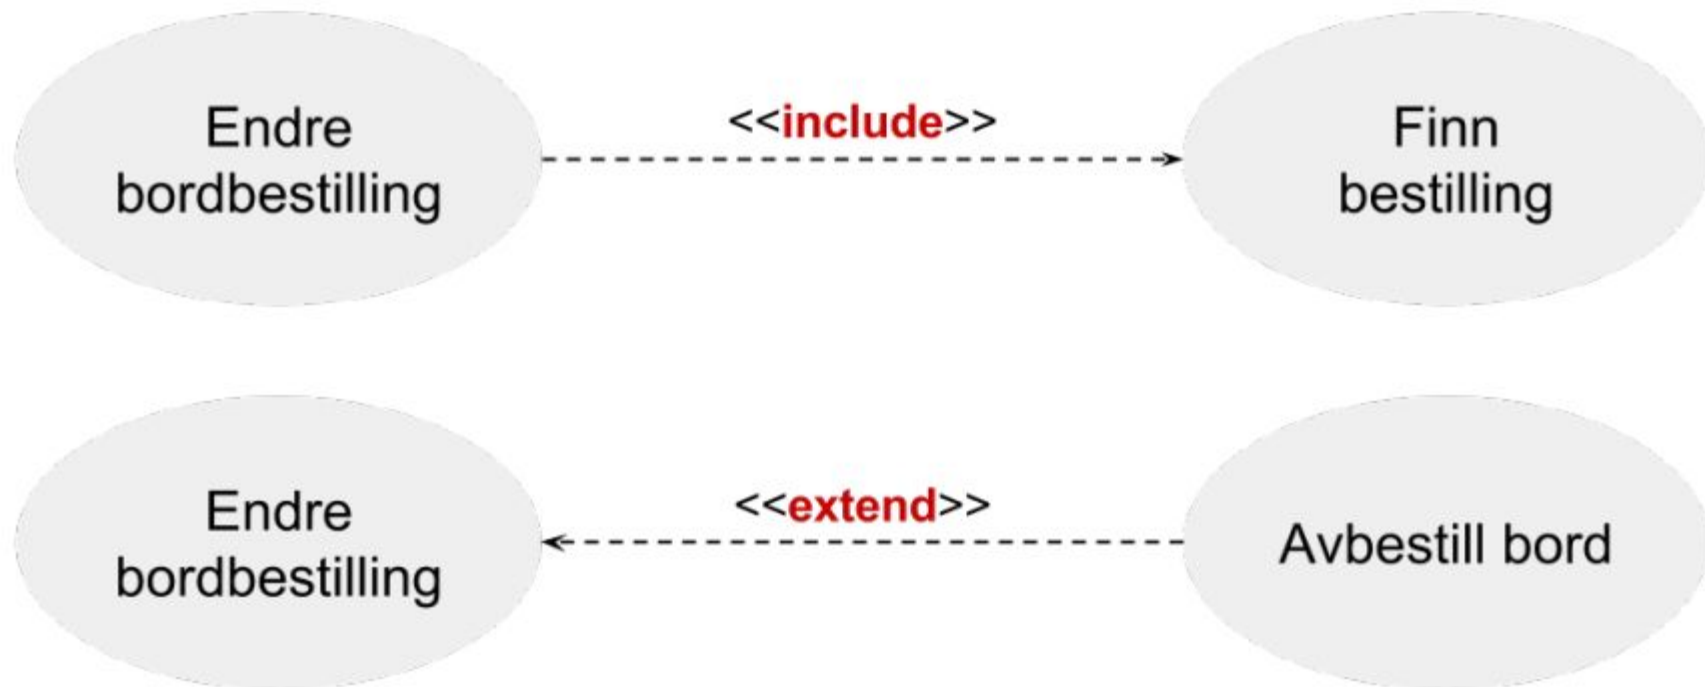 Endre
bordbestilling
<<include>>
Finn
bestilling
Endre
bordbestilling
<<extend>>
Avbestill bord